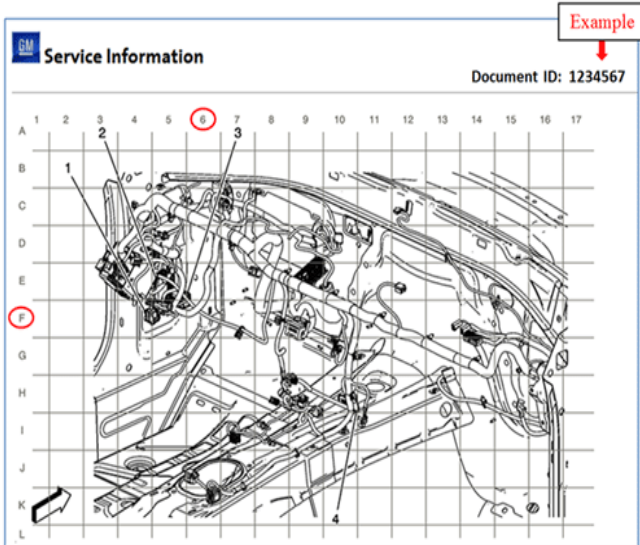 Example
GM
Service Information
Document ID: 1234567
1 2 3 4 5 6 7 8 9 10 11 12 13 14 15 16 17
A
2 3
B
1
C
D
E
F
G
H
I
J
K
4
L